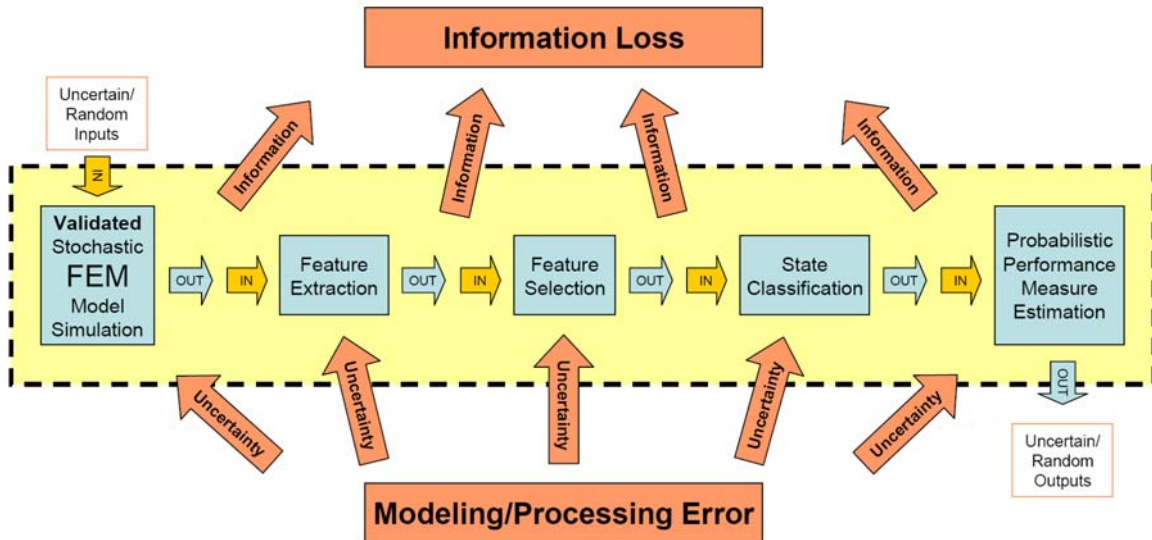 Information Loss
Uncertain/
Random
Inputs
IN
Information
Information
Information
Information
Validated
Stochastic
FEM
Model
Simulation
OUT
IN
Feature
Extraction
OUT
IN
Feature
Selection
OUT
IN
State
Classification
OUT
IN
Probabilistic
Performance
Measure
Estimation
OUT
Uncertain/
Random
Outputs
Uncertainty
Uncertainty
Uncertainty
Uncertainty
Uncertainty
Modeling/Processing Error